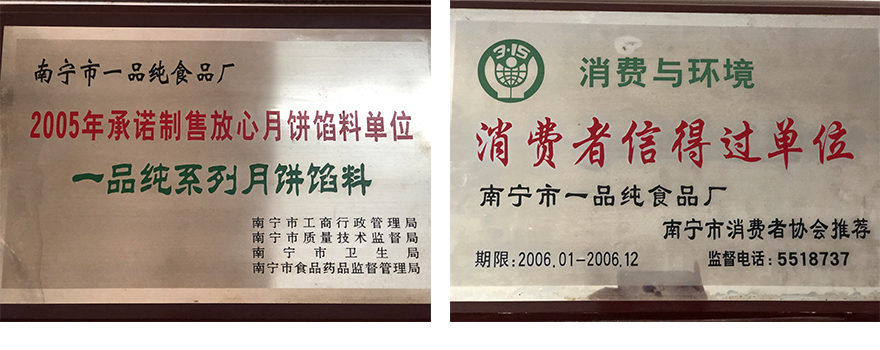 南宁市一品纯食品厂
2005年承诺制售放心月饼馅料单位
一品纯系列月饼馅料
南宁市工商行政管理局
南宁市质量技术监督局
南宁市卫生局
南宁市食品药品监督管理局
3·15
消费与环境
消费者信得过单位
南宁市一品纯食品厂
南宁市消费者协会推荐
期限:2006.01-2006.12 监督电话:5518737